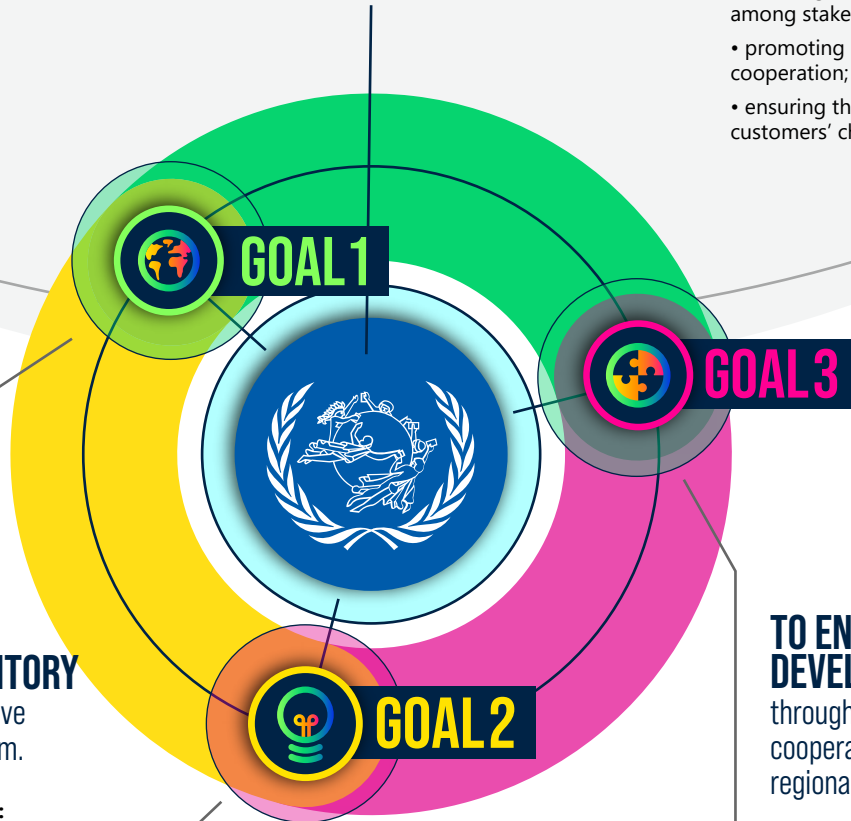 among stake
• promoting
cooperation;
• ensuring th
customers' cl
GOAL 1
GOAL 3
GOAL 2
ITORY
ve
m.
:
TO EN
DEVEL
through
coopera
regiona